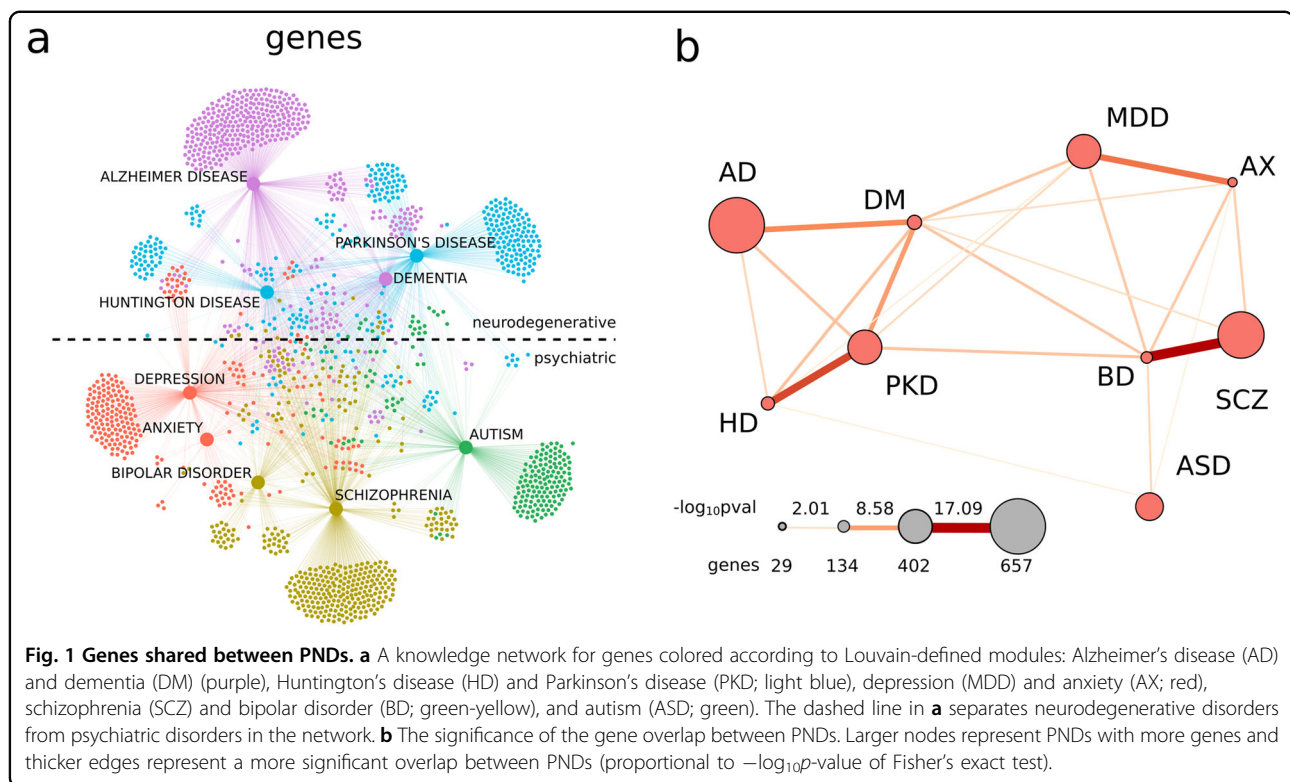 a
genes
ALZHEIMER DISEASE
PARKINSON'S DISEASE
DEMENTIA
HUNTINGTON DISEASE
neurodegenerative
psychiatric
DEPRESSION
ANXIETY
AUTISM
BIPOLAR DISORDER
SCHIZOPHRENIA
b
MDD
AX
AD
DM
PKD
BD
HD
SCZ
ASD
-log₁₀pval
2.01 8.58 17.09
genes 29 134 402 657
Fig. 1 Genes shared between PNDs. a A knowledge network for genes colored according to Louvain-defined modules: Alzheimer's disease (AD)
and dementia (DM) (purple), Huntington's disease (HD) and Parkinson's disease (PKD; light blue), depression (MDD) and anxiety (AX; red),
schizophrenia (SCZ) and bipolar disorder (BD; green-yellow), and autism (ASD; green). The dashed line in a separates neurodegenerative disorders
from psychiatric disorders in the network. b The significance of the gene overlap between PNDs. Larger nodes represent PNDs with more genes and
thicker edges represent a more significant overlap between PNDs (proportional to −log₁₀p-value of Fisher's exact test).